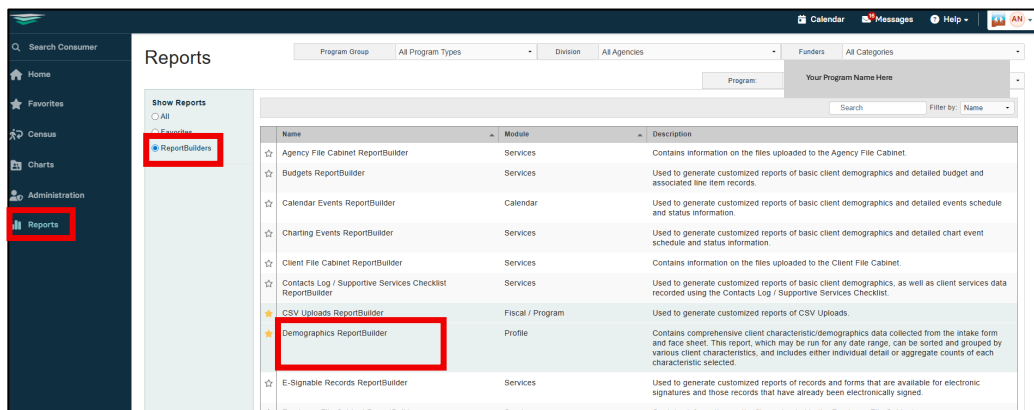 Calendar
16
Messages
Help
AN
Search Consumer
Home
Favorites
Census
Charts
Administration
Reports
Reports
Program Group
All Program Types
Division
All Agencies
Funders
All Categories
Program:
Your Program Name Here
Show Reports
All
Favorites
ReportBuilders
Search
Filter by:
Name
Name
Module
Description
Agency File Cabinet ReportBuilder
Services
Contains information on the files uploaded to the Agency File Cabinet.
Budgets ReportBuilder
Services
Used to generate customized reports of basic client demographics and detailed budget and
associated line item records.
Calendar Events ReportBuilder
Calendar
Used to generate customized reports of basic client demographics and detailed events schedule
and status information.
Charting Events ReportBuilder
Services
Used to generate customized reports of basic client demographics and detailed chart event
schedule and status information.
Client File Cabinet ReportBuilder
Services
Contains information on the files uploaded to the Client File Cabinet.
Contacts Log / Supportive Services Checklist
ReportBuilder
Services
Used to generate customized reports of basic client demographics, as well as client services data
recorded using the Contacts Log / Supportive Services Checklist.
CSV Uploads ReportBuilder
Fiscal / Program
Used to generate customized reports of CSV Uploads.
Demographics ReportBuilder
Profile
Contains comprehensive client characteristic/demographics data collected from the intake form
and face sheet. This report, which may be run for any date range, can be sorted and grouped by
various client characteristics, and includes either individual detail or aggregate counts of each
characteristic selected.
E-Signable Records ReportBuilder
Services
Used to generate customized reports of records and forms that are available for electronic
signatures and those records that have already been electronically signed.